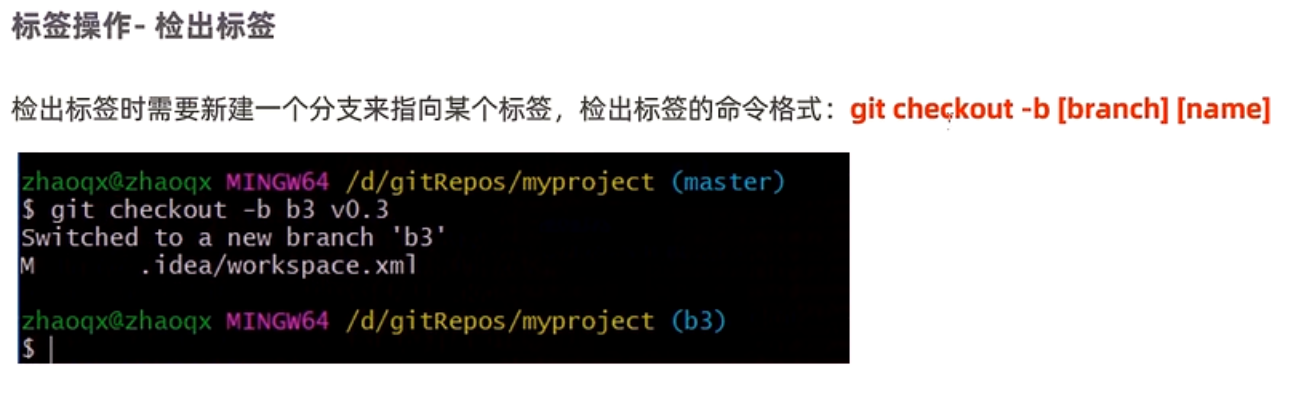 标签操作- 检出标签
检出标签时需要新建一个分支来指向某个标签，检出标签的命令格式：git checkout -b [branch] [name]
zhaoqx@zhaoqx MINGW64 /d/gitRepos/myproject (master)
$ git checkout -b b3 v0.3
Switched to a new branch 'b3'
M       .idea/workspace.xml
zhaoqx@zhaoqx MINGW64 /d/gitRepos/myproject (b3)
$